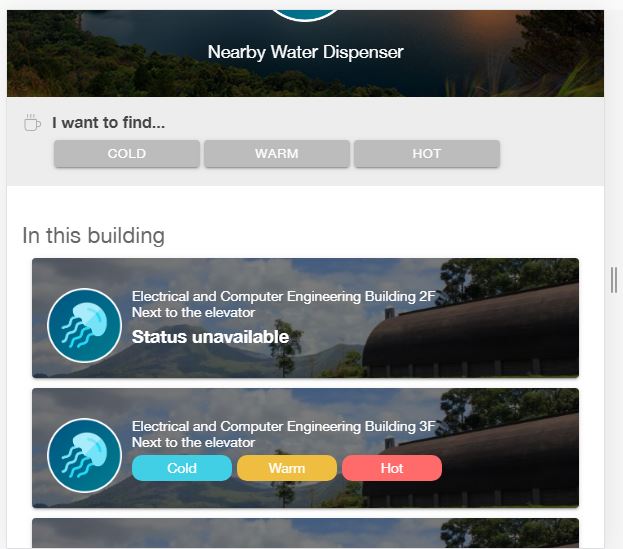 Nearby Water Dispenser
I want to find...
COLD
WARM
HOT
In this building
Electrical and Computer Engineering Building 2F
Next to the elevator
Status unavailable
Electrical and Computer Engineering Building 3F
Next to the elevator
Cold
Warm
Hot